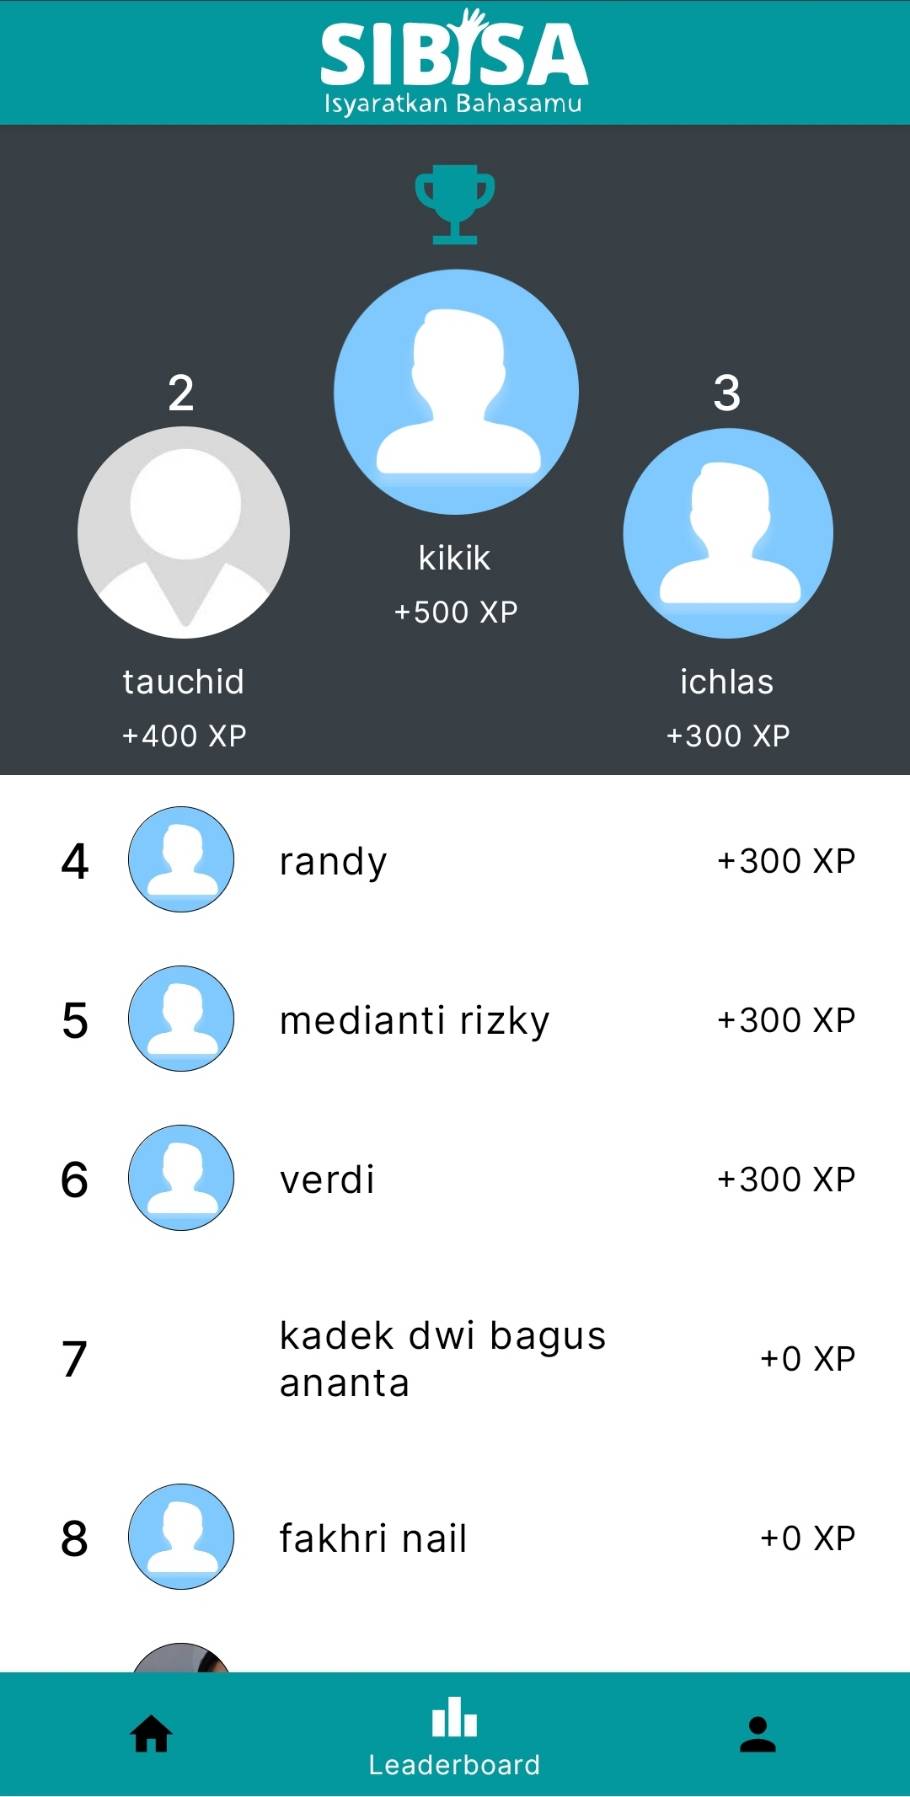 SIBISA
Isyaratkan Bahasamu
2
3
kikik
+500 XP
tauchid
+400 XP
ichlas
+300 XP
4 randy +300 XP
5 medianti rizky +300 XP
6 verdi +300 XP
7 kadek dwi bagus
ananta +0 XP
8 fakhri nail +0 XP
Leaderboard